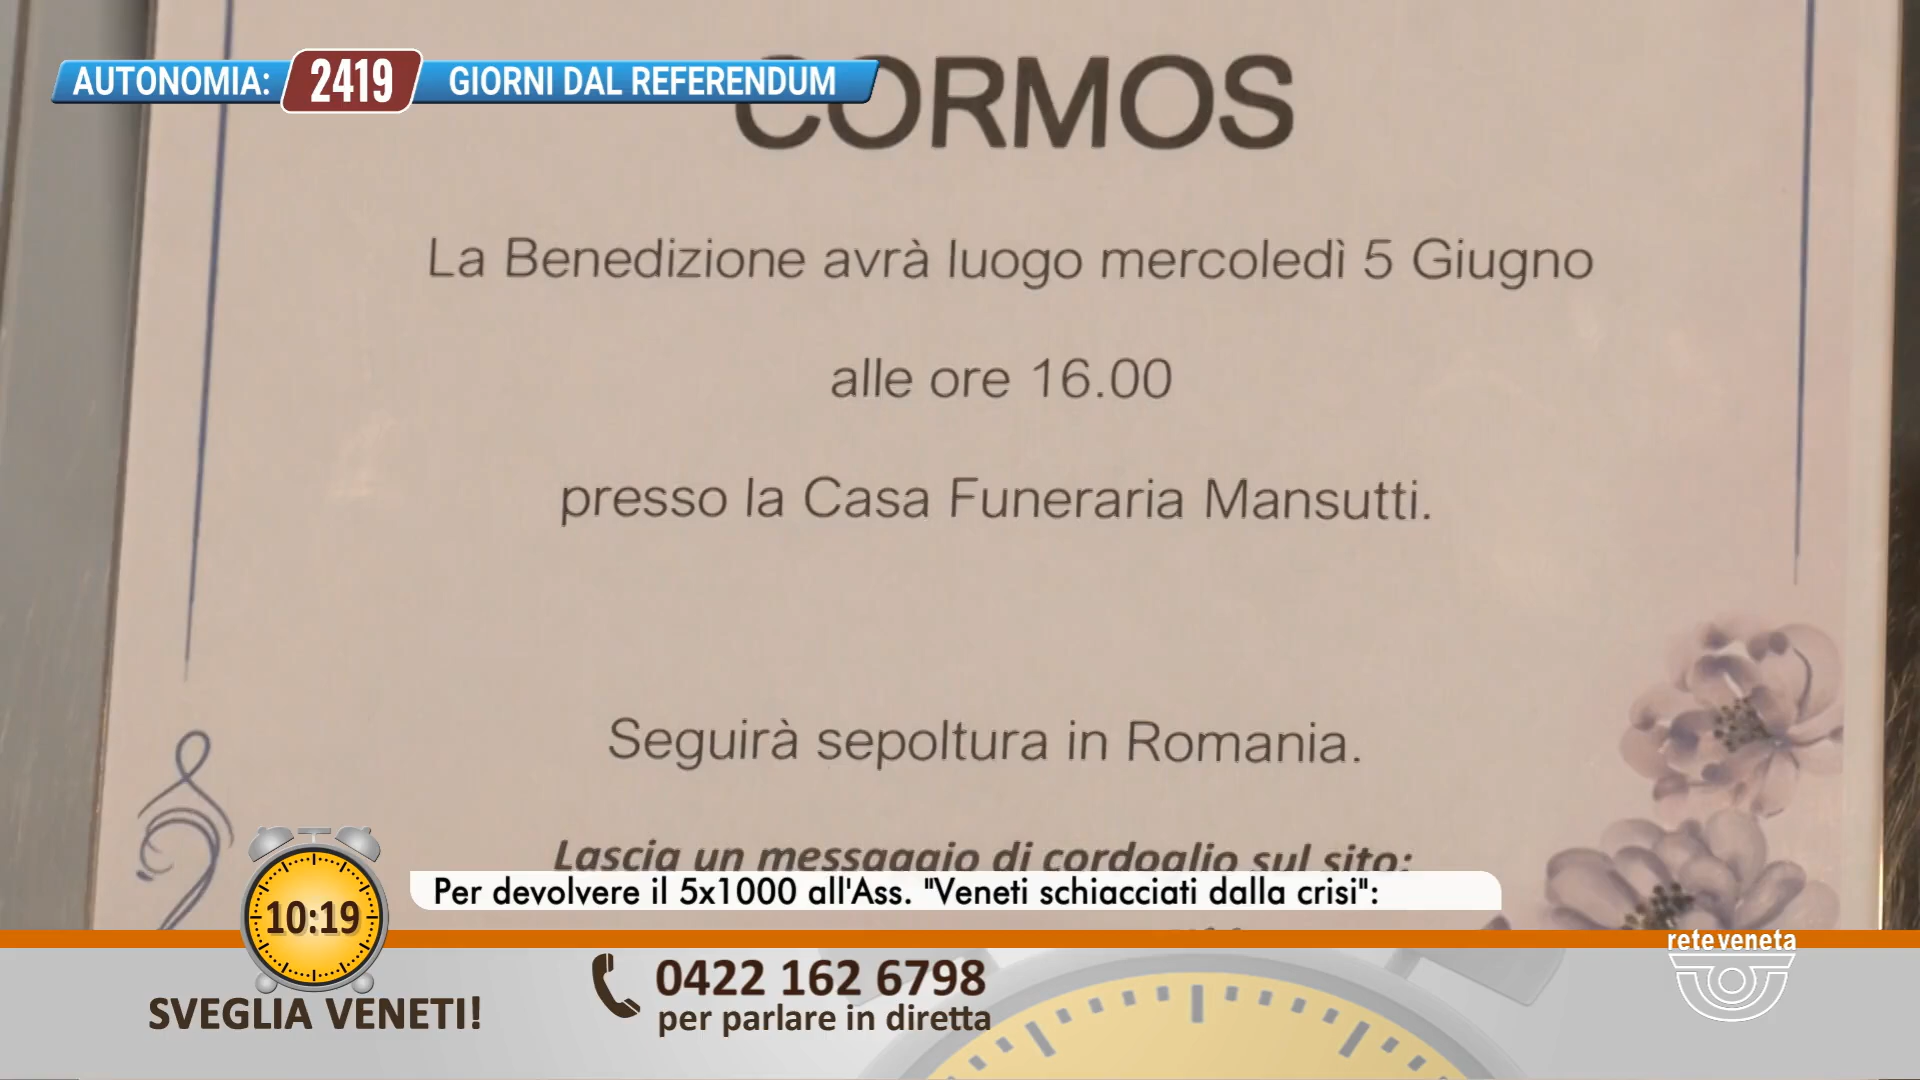 AUTONOMIA: 2419 GIORNI DAL REFERENDUM
CORMOS
La Benedizione avrà luogo mercoledì 5 Giugno
alle ore 16.00
presso la Casa Funeraria Mansutti.
Seguirà sepoltura in Romania.
Lascia un messaggio di cordoglio sul sito:
Per devolvere il 5x1000 all'Ass. "Veneti schiacciati dalla crisi":
10:19
SVEGLIA VENETI!
0422 162 6798
per parlare in diretta
rete veneta